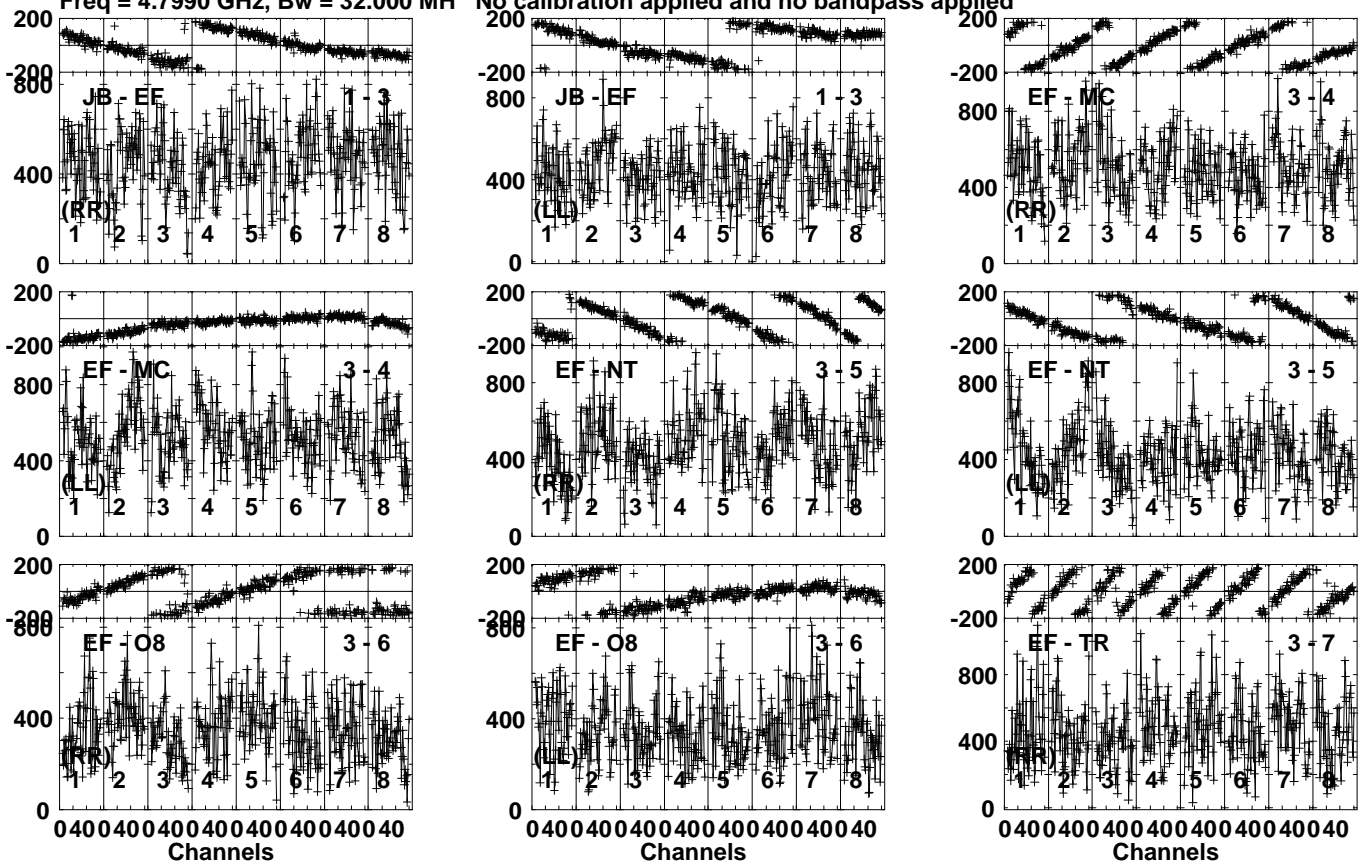 Freq = 4.7990 GHz, Bw = 32.000 MH No calibration applied and no bandpass applied
200
-200
800
400
0
JB - EF 1 - 3
(RR)
1 2 3 4 5 6 7 8
200
-200
800
400
0
JB - EF 1 - 3
(LL)
1 2 3 4 5 6 7 8
200
-200
800
400
0
EF - MC 3 - 4
(RR)
1 2 3 4 5 6 7 8
200
-200
800
400
0
EF - MC 3 - 4
(LL)
1 2 3 4 5 6 7 8
200
-200
800
400
0
EF - NT 3 - 5
(RR)
1 2 3 4 5 6 7 8
200
-200
800
400
0
EF - NT 3 - 5
(LL)
1 2 3 4 5 6 7 8
200
-200
800
400
0
EF - O8 3 - 6
(RR)
1 2 3 4 5 6 7 8
0 40 0 40 0 40 0 40 0 40 0 40 0 40 0 40
Channels
200
-200
800
400
0
EF - O8 3 - 6
(LL)
1 2 3 4 5 6 7 8
0 40 0 40 0 40 0 40 0 40 0 40 0 40 0 40
Channels
200
-200
800
400
0
EF - TR 3 - 7
(RR)
1 2 3 4 5 6 7 8
0 40 0 40 0 40 0 40 0 40 0 40 0 40 0 40
Channels